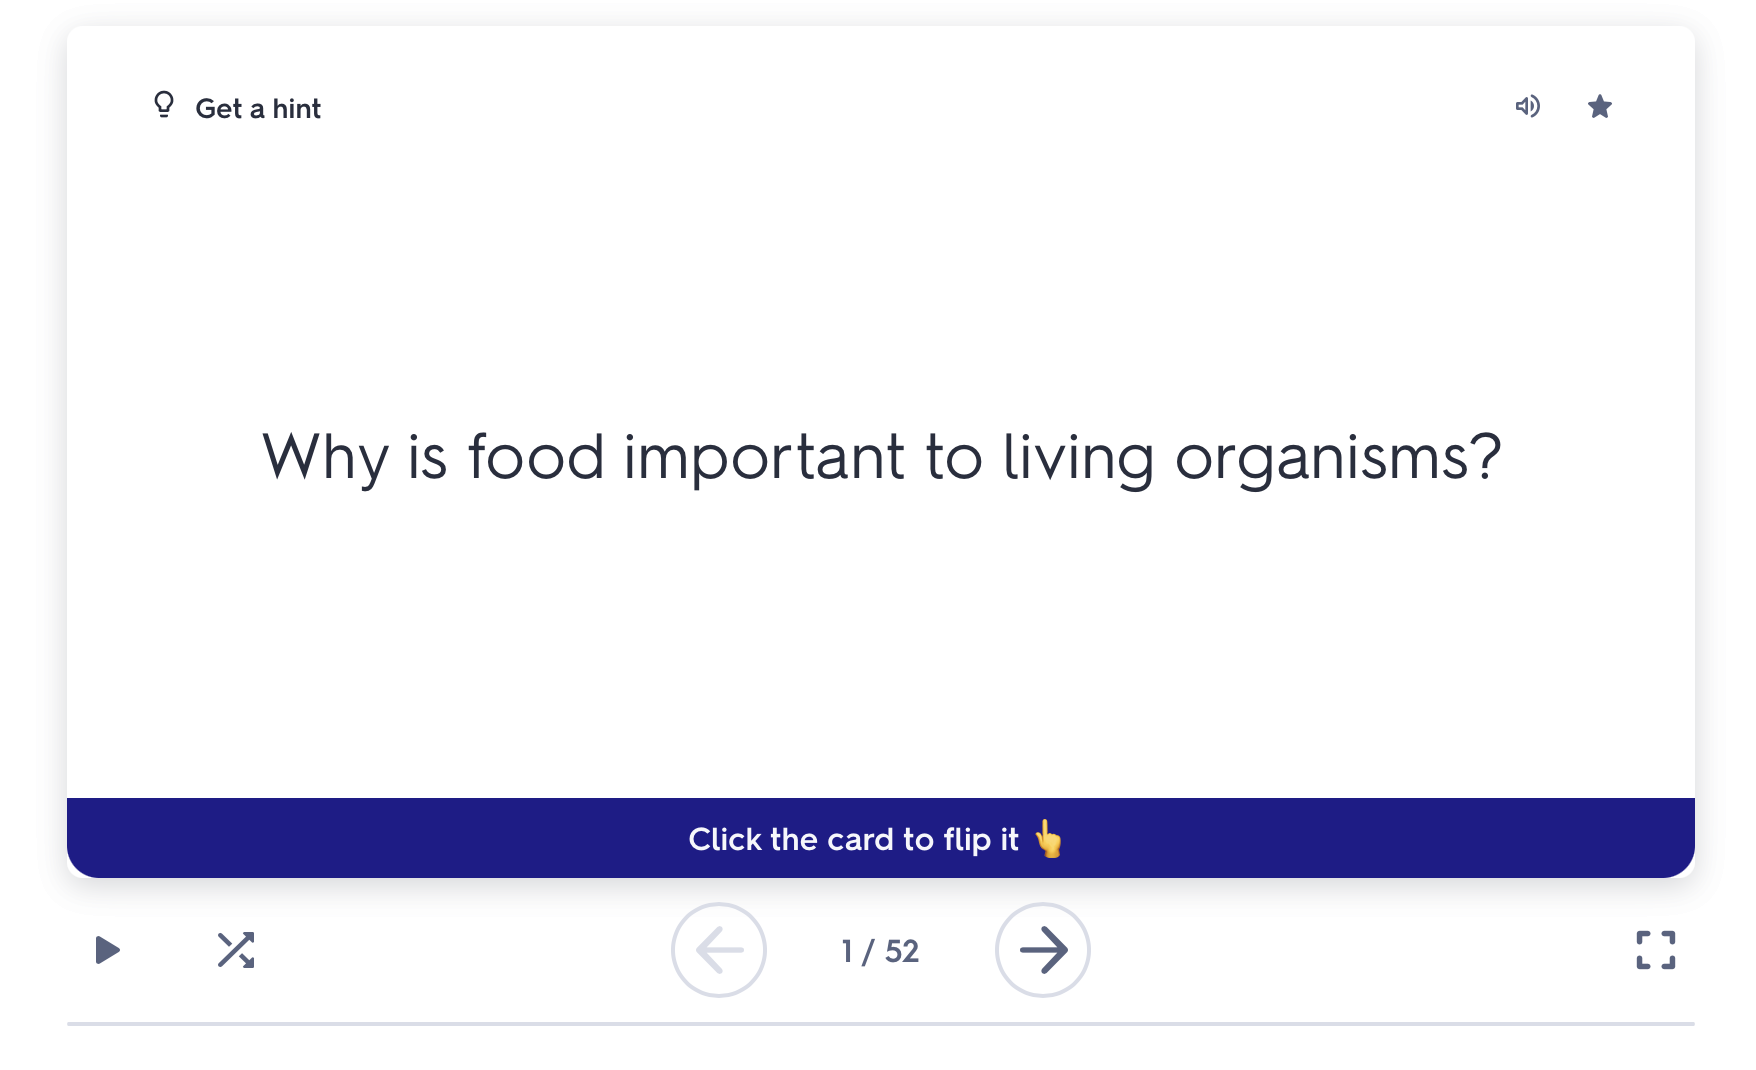 Get a hint
Why is food important to living organisms?
Click the card to flip it 👆
1 / 52